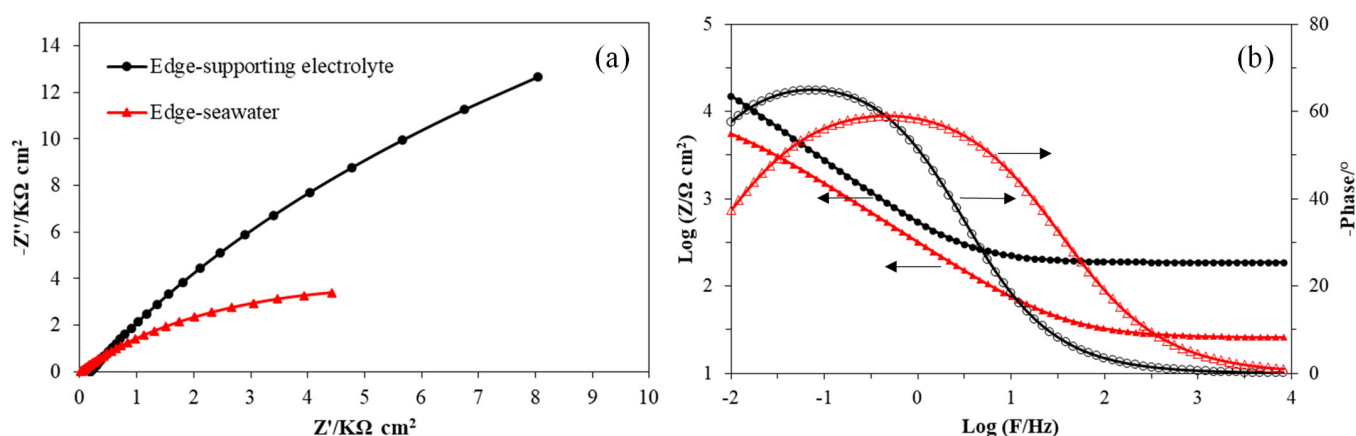 (a)
Edge-supporting electrolyte
Edge-seawater
-Z''/KΩ cm²
14
12
10
8
6
4
2
0
0 1 2 3 4 5 6 7 8 9 10
Z'/KΩ cm²
(b)
Log (Z/Ω cm²)
5
4
3
2
1
-2 -1 0 1 2 3 4
Log (F/Hz)
80
60
40
20
0
-Phase/°